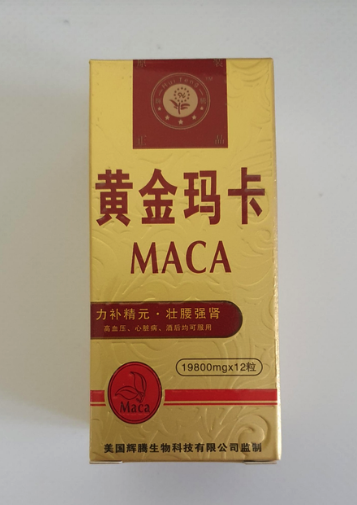 黄金玛卡
MACA
力补精元·壮腰强肾
高血压、心脏病、酒后均可服用
19800mgx12粒
Maca
美国辉腾生物科技有限公司监制